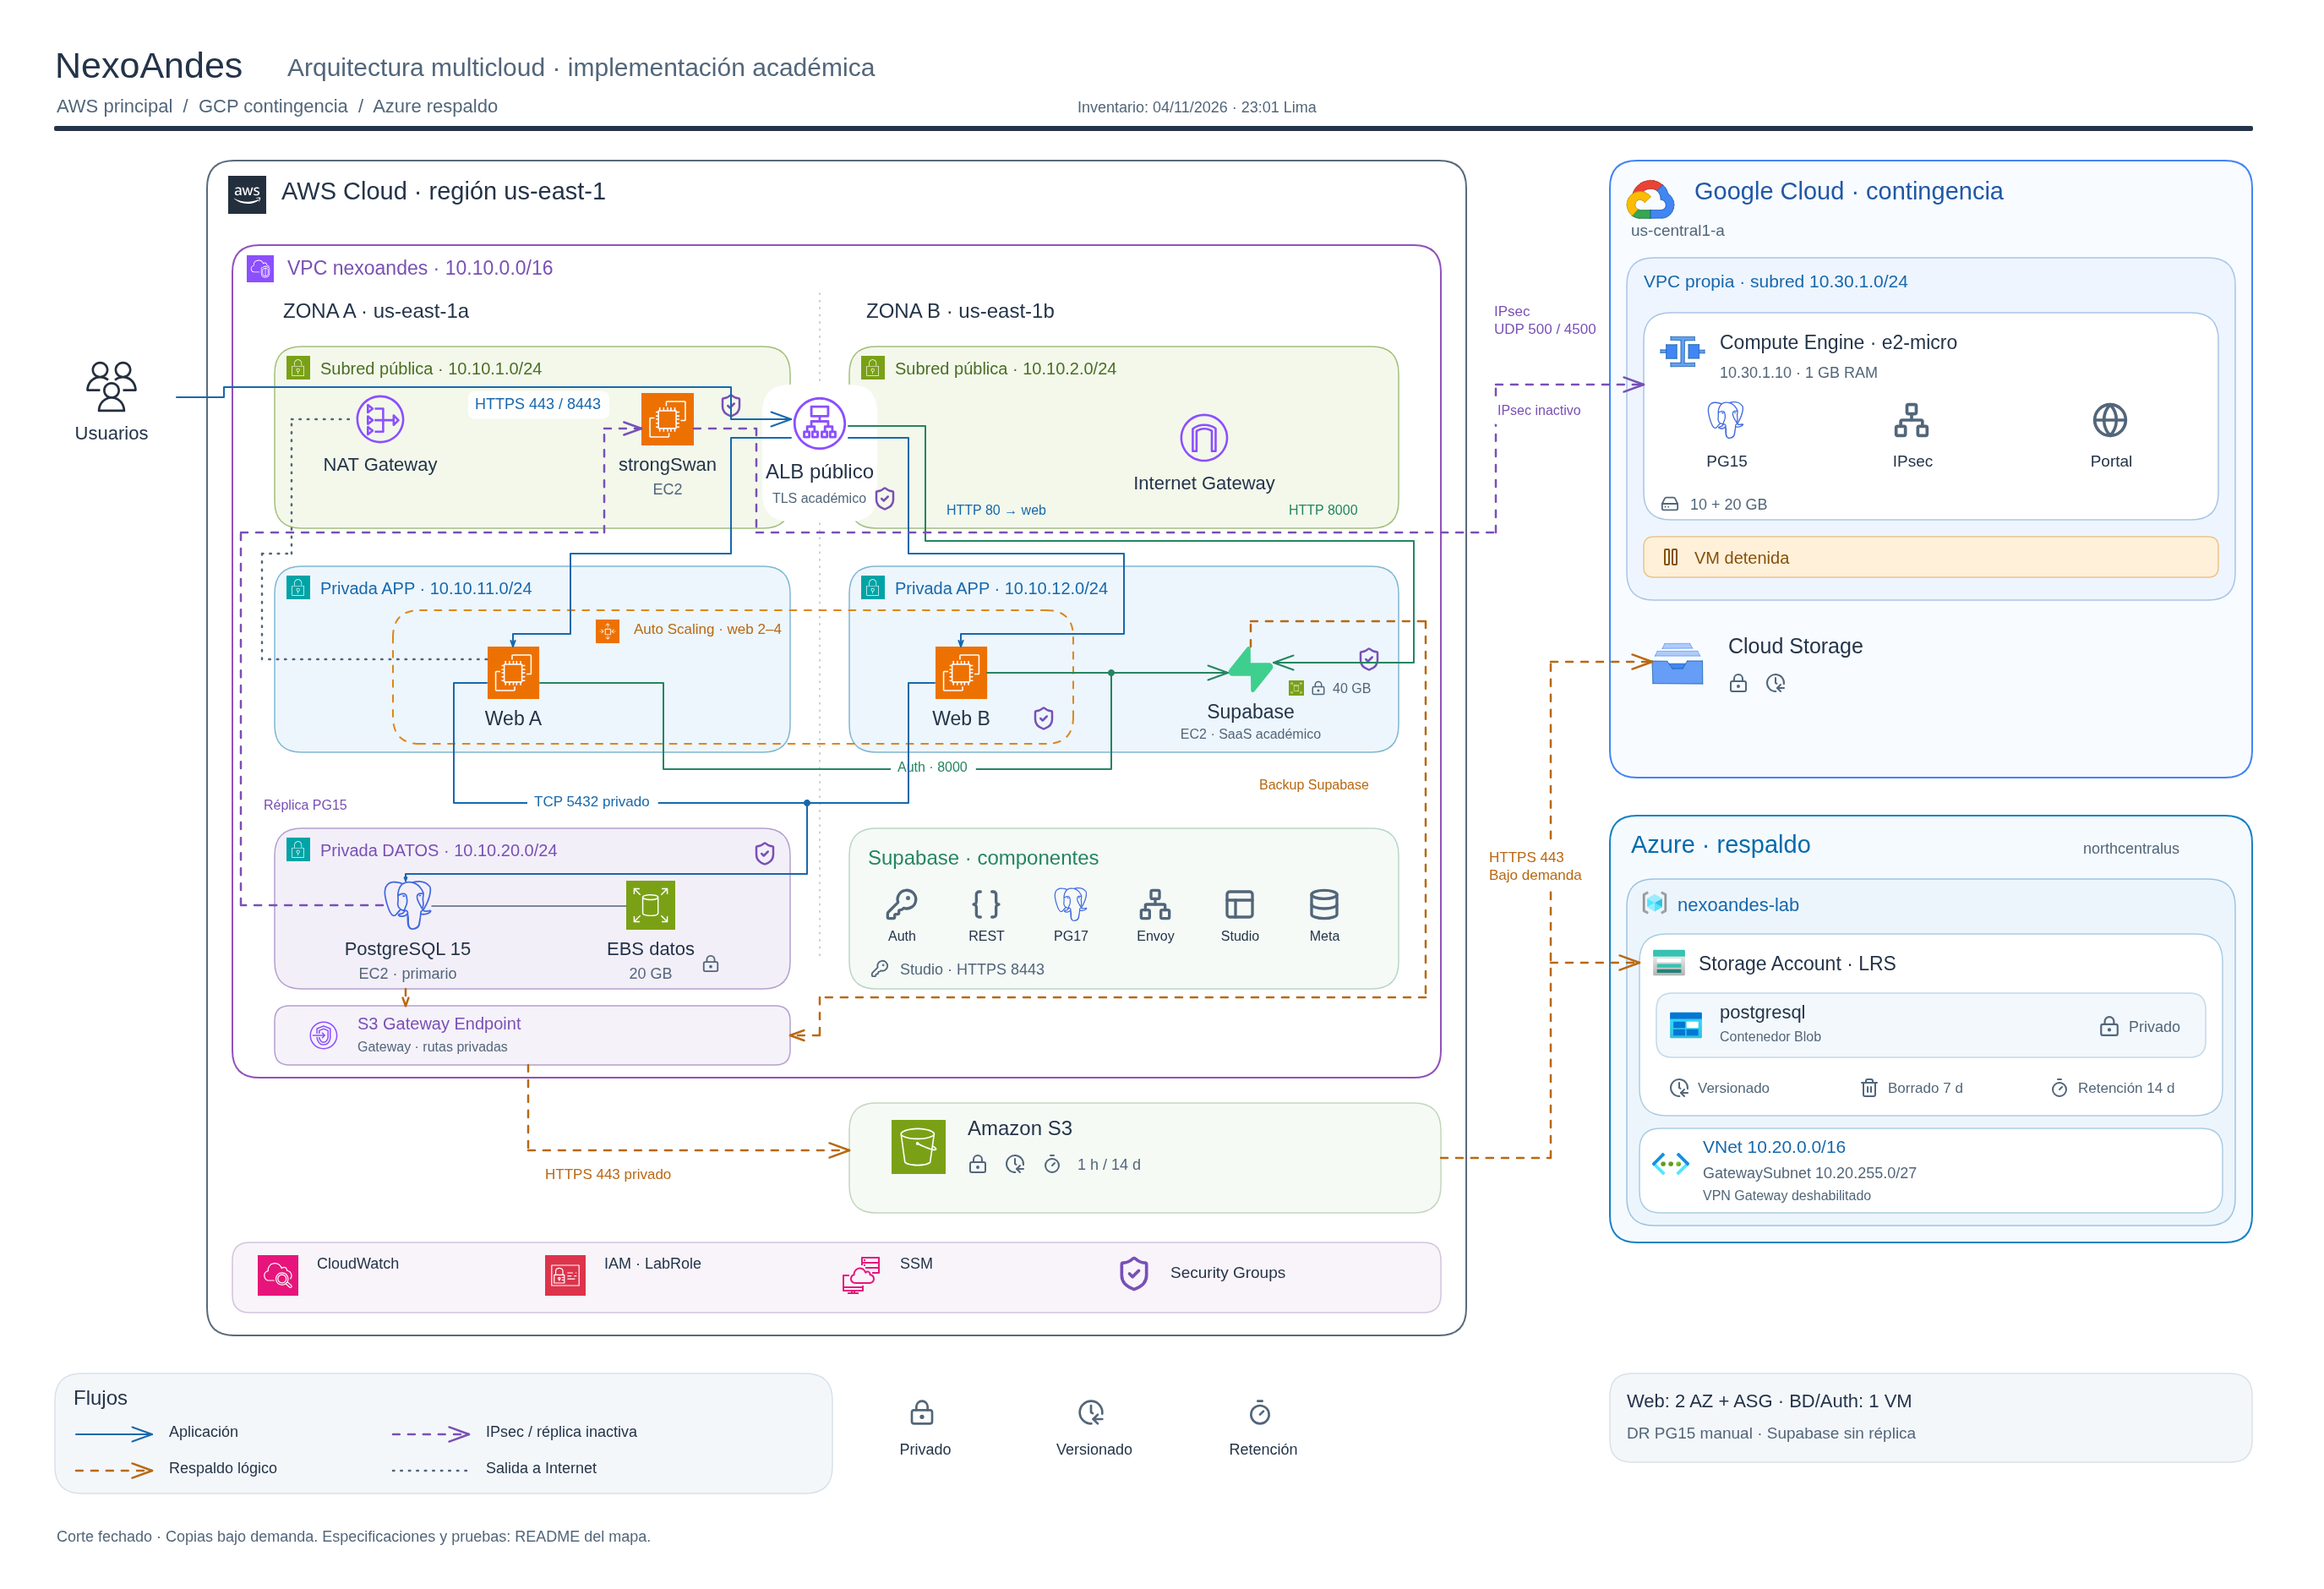 NexoAndes
Arquitectura multicloud · implementación académica
AWS principal / GCP contingencia / Azure respaldo
Inventario: 04/11/2026 · 23:01 Lima
aws
AWS Cloud · región us-east-1
VPC nexoandes · 10.10.0.0/16
ZONA A · us-east-1a
ZONA B · us-east-1b
Usuarios
Subred pública · 10.10.1.0/24
HTTPS 443 / 8443
NAT Gateway
strongSwan
EC2
ALB público
TLS académico
Subred pública · 10.10.2.0/24
Internet Gateway
HTTP 80 → web
HTTP 8000
Privada APP · 10.10.11.0/24
Auto Scaling · web 2–4
Web A
Privada APP · 10.10.12.0/24
Web B
40 GB
Supabase
EC2 · SaaS académico
Auth · 8000
Backup Supabase
TCP 5432 privado
Réplica PG15
Privada DATOS · 10.10.20.0/24
PostgreSQL 15
EC2 · primario
EBS datos
20 GB
Supabase · componentes
Auth
REST
PG17
Envoy
Studio
Meta
Studio · HTTPS 8443
S3 Gateway Endpoint
Gateway · rutas privadas
HTTPS 443 privado
Amazon S3
1 h / 14 d
CloudWatch
IAM · LabRole
SSM
Security Groups
IPsec
UDP 500 / 4500
IPsec inactivo
HTTPS 443
Bajo demanda
Google Cloud · contingencia
us-central1-a
VPC propia · subred 10.30.1.0/24
Compute Engine · e2-micro
10.30.1.10 · 1 GB RAM
PG15
IPsec
Portal
10 + 20 GB
VM detenida
Cloud Storage
Azure · respaldo
northcentralus
nexoandes-lab
Storage Account · LRS
postgresql
Contenedor Blob
Privado
Versionado
Borrado 7 d
Retención 14 d
VNet 10.20.0.0/16
GatewaySubnet 10.20.255.0/27
VPN Gateway deshabilitado
Flujos
Aplicación
IPsec / réplica inactiva
Respaldo lógico
Salida a Internet
Privado
Versionado
Retención
Web: 2 AZ + ASG · BD/Auth: 1 VM
DR PG15 manual · Supabase sin réplica
Corte fechado · Copias bajo demanda. Especificaciones y pruebas: README del mapa.